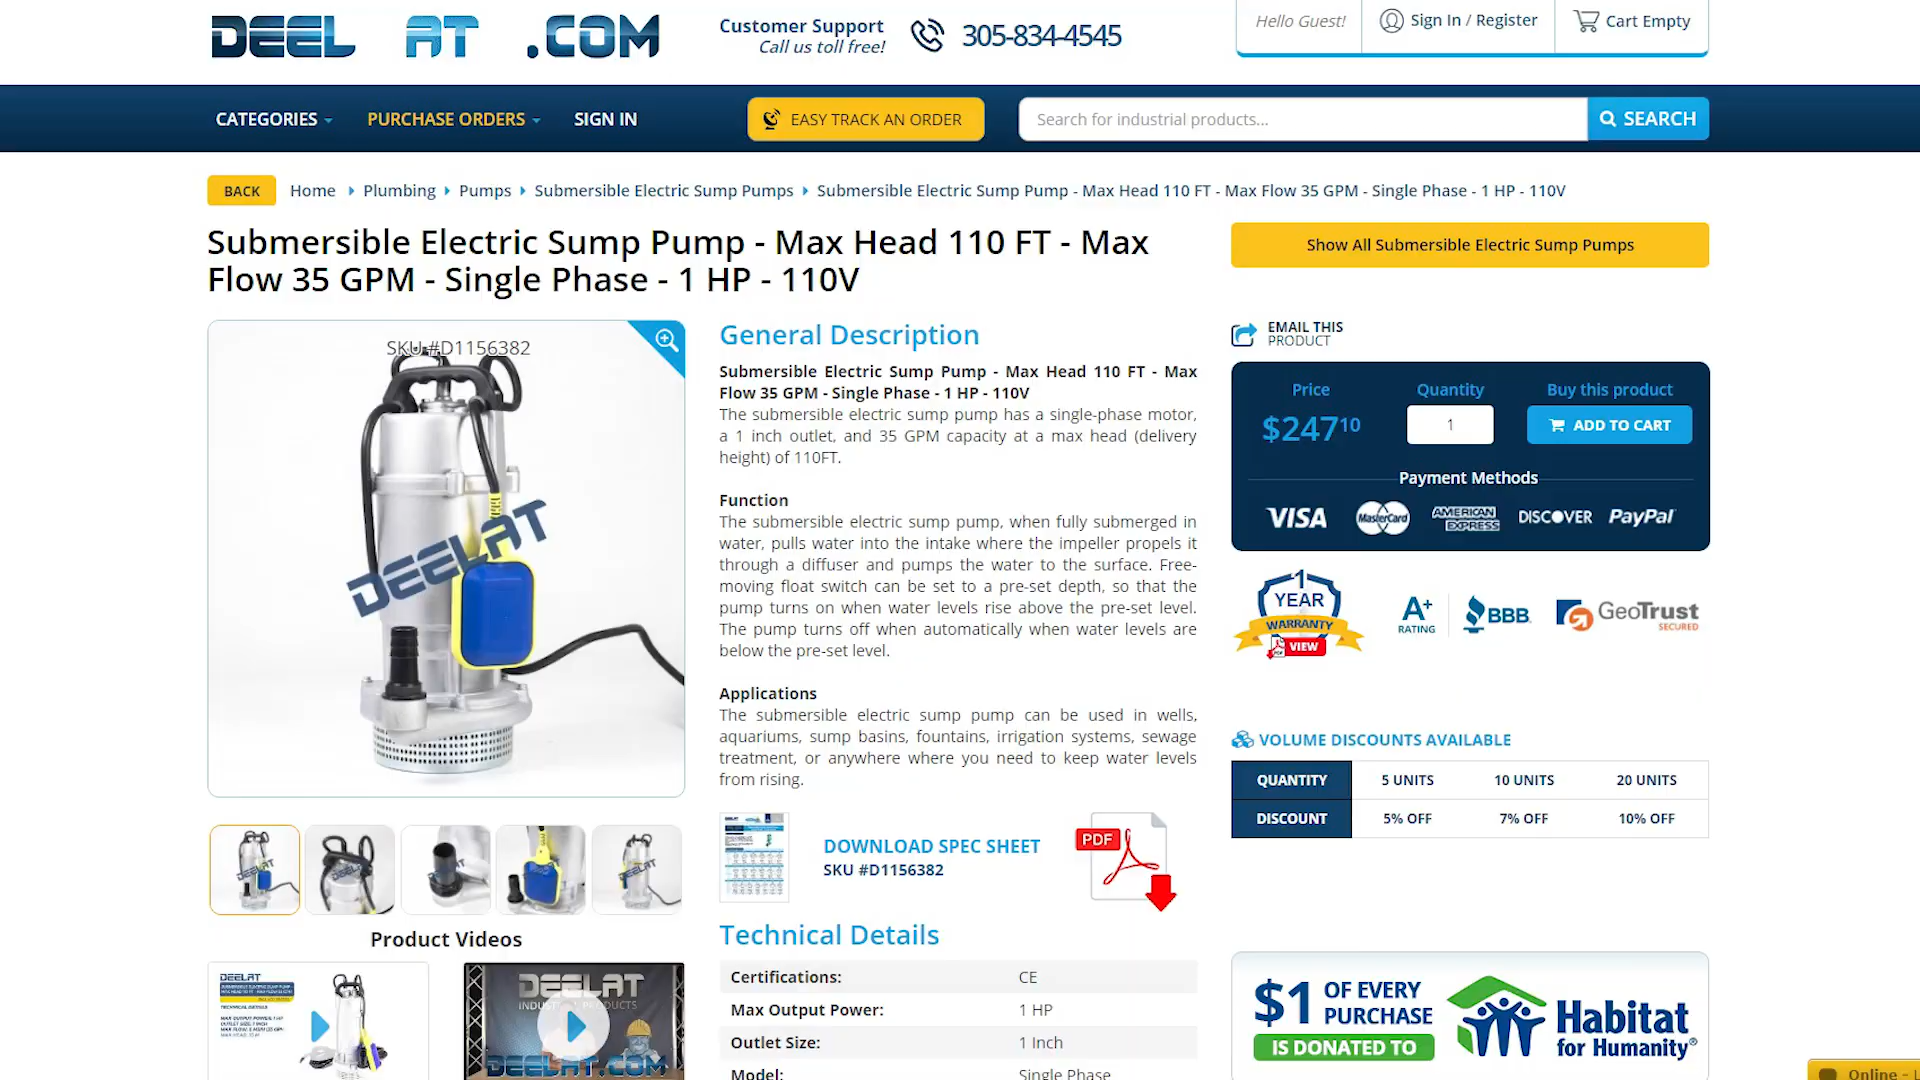 DEELAT.COM
Customer Support
Call us toll free!
305-834-4545
Hello Guest!
Sign In / Register
Cart Empty
CATEGORIES
PURCHASE ORDERS
SIGN IN
EASY TRACK AN ORDER
Search for industrial products...
SEARCH
BACK
Home
Plumbing
Pumps
Submersible Electric Sump Pumps
Submersible Electric Sump Pump - Max Head 110 FT - Max Flow 35 GPM - Single Phase - 1 HP - 110V
Submersible Electric Sump Pump - Max Head 110 FT - Max
Flow 35 GPM - Single Phase - 1 HP - 110V
SKU #D1156382
DEELAT
Product Videos
DEELAT
DEELAT
INDUSTRIAL PRODUCTS
DEELAT.COM
General Description
Submersible Electric Sump Pump - Max Head 110 FT - Max
Flow 35 GPM - Single Phase - 1 HP - 110V
The submersible electric sump pump has a single-phase motor,
a 1 inch outlet, and 35 GPM capacity at a max head (delivery
height) of 110FT.
Function
The submersible electric sump pump, when fully submerged in
water, pulls water into the intake where the impeller propels it
through a diffuser and pumps the water to the surface. Free-
moving float switch can be set to a pre-set depth, so that the
pump turns on when water levels rise above the pre-set level.
The pump turns off when automatically when water levels are
below the pre-set level.
Applications
The submersible electric sump pump can be used in wells,
aquariums, sump basins, fountains, irrigation systems, sewage
treatment, or anywhere where you need to keep water levels
from rising.
DOWNLOAD SPEC SHEET
SKU #D1156382
PDF
Technical Details
Certifications: CE
Max Output Power: 1 HP
Outlet Size: 1 Inch
Model: Single Phase
Show All Submersible Electric Sump Pumps
EMAIL THIS
PRODUCT
Price
Quantity
Buy this product
$247.10
1
ADD TO CART
Payment Methods
VISA
MasterCard
AMERICAN EXPRESS
DISCOVER
PayPal
1
YEAR
WARRANTY
PDF VIEW
A+
RATING
BBB
GeoTrust
SECURED
VOLUME DISCOUNTS AVAILABLE
QUANTITY 5 UNITS 10 UNITS 20 UNITS
DISCOUNT 5% OFF 7% OFF 10% OFF
$1 OF EVERY
PURCHASE
IS DONATED TO
Habitat
for Humanity®
Online -